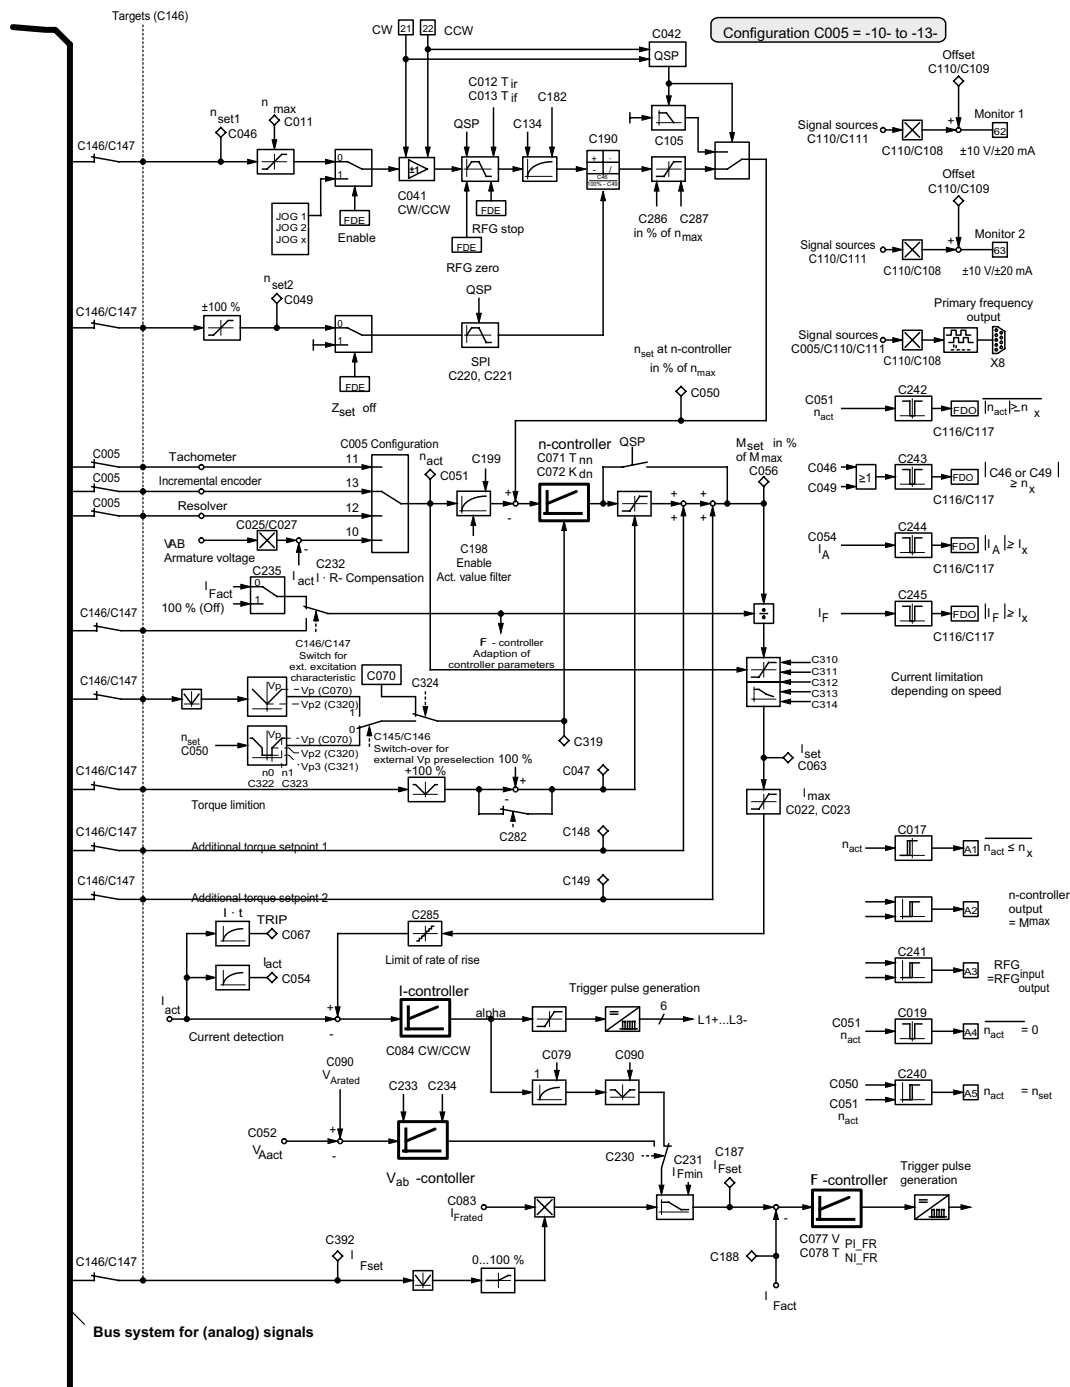 Targets (C146)
CW 21 22 CCW
C042
QSP
Configuration C005 = -10- to -13-
n set1
C046
n max
C011
C146/C147
0
1
JOG 1
JOG 2
JOG x
FDE
Enable
±1
C041
CW/CCW
C012 T ir
C013 T if
QSP
FDE
RFG stop
FDE
RFG zero
C134
C182
C190
+ ·
- /
C46
100% - C49
C105
C286 C287
in % of n max
Offset
C110/C109
Signal sources
C110/C111
C110/C108
+
Monitor 1
62
±10 V/±20 mA
Offset
C110/C109
Signal sources
C110/C111
C110/C108
+
Monitor 2
63
±10 V/±20 mA
n set2
C049
C146/C147
±100 %
0
1
FDE
Z set off
QSP
SPI
C220, C221
Primary frequency
output
Signal sources
C005/C110/C111
C110/C108
X8
n set at n-controller
in % of n max
C050
C051
n act
C242
FDO
|n act| ≥ n x
C116/C117
C005 Configuration
C005
Tachometer
11
C005
Incremental encoder
13
C005
Resolver
12
VAB
Armature voltage
C025/C027
10
-
I act
C232
I · R- Compensation
n act
C051
C199
C198
Enable
Act. value filter
+
-
n-controller
C071 T nn
C072 K dn
QSP
+
+
+
+
M set in %
of M max
C056
C046
C049
≥1
C243
FDO
|C46 or C49|
≥ n x
C116/C117
C054
I A
C244
FDO
|I A| ≥ I x
C116/C117
I F
C245
FDO
|I F| ≥ I x
C116/C117
C235
I Fact
0
100 % (Off)
1
C146/C147
C146/C147
Switch for
ext. excitation
characteristic
F - controller
Adaption of
controller parameters
÷
C310
C311
C312
C313
C314
Current limitation
depending on speed
C146/C147
Vp
Vp (C070)
Vp2 (C320)
C070
C324
1
0
n set
C050
Vp
Vp (C070)
Vp2 (C320)
Vp3 (C321)
n0 n1
C322 C323
C145/C146
Switch-over for
external Vp preselection
C319
I set
C063
C146/C147
Torque limition
+100 %
100 %
+
-
C282
C047
I max
C022, C023
C146/C147
Additional torque setpoint 1
C148
C146/C147
Additional torque setpoint 2
C149
n act
C017
A1
n act ≤ n x
A2
n-controller
output
= Mmax
C241
A3
RFG input
=RFG output
C051
n act
C019
A4
n act = 0
C050
C051
n act
C240
A5
n act = n set
I · t
TRIP
C067
Iact
C054
I act
Current detection
C285
Limit of rate of rise
+
-
I-controller
C084 CW/CCW
alpha
Trigger pulse generation
6
L1+...L3-
C079
1
C090
C090
V Arated
C233 C234
C052
VAact
+
-
V ab -contoller
C230
C231
I Fmin
C187
I Fset
C083
I Frated
F -controller
C077 V PI_FR
C078 T NI_FR
Trigger pulse
generation
-
C188
I Fact
C392
I Fset
C146/C147
0...100 %
Bus system for (analog) signals